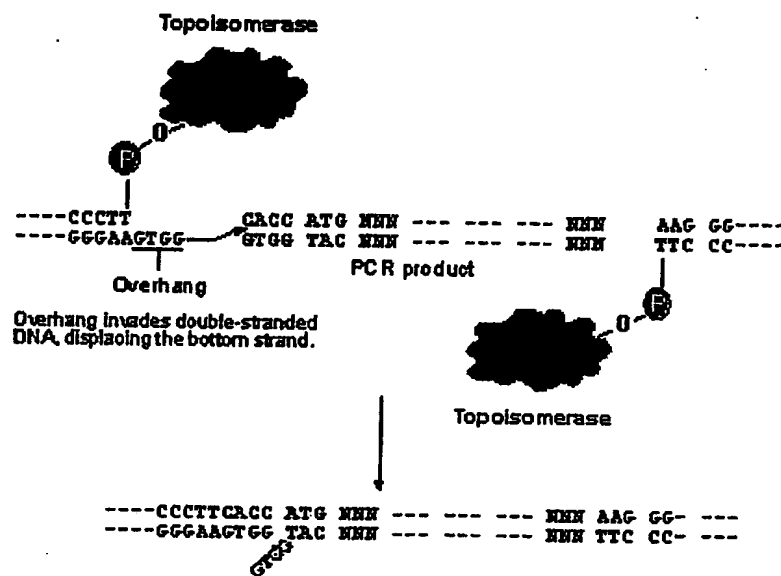 Topoisomerase
O
P
----CCCTT CACC ATG NNN --- --- --- --- NNN AAG GG----
----GGGAAGTGG GTGG TAC NNN --- --- --- --- NNN TTC CC----
Overhang
PCR product
P
O
Overhang invades double-stranded
DNA, displacing the bottom strand.
Topoisomerase
----CCCTTCACC ATG NNN --- --- --- --- NNN AAG GG- ---
----GGGAAGTGG TAC NNN --- --- --- --- NNN TTC CC- ---
GTGG